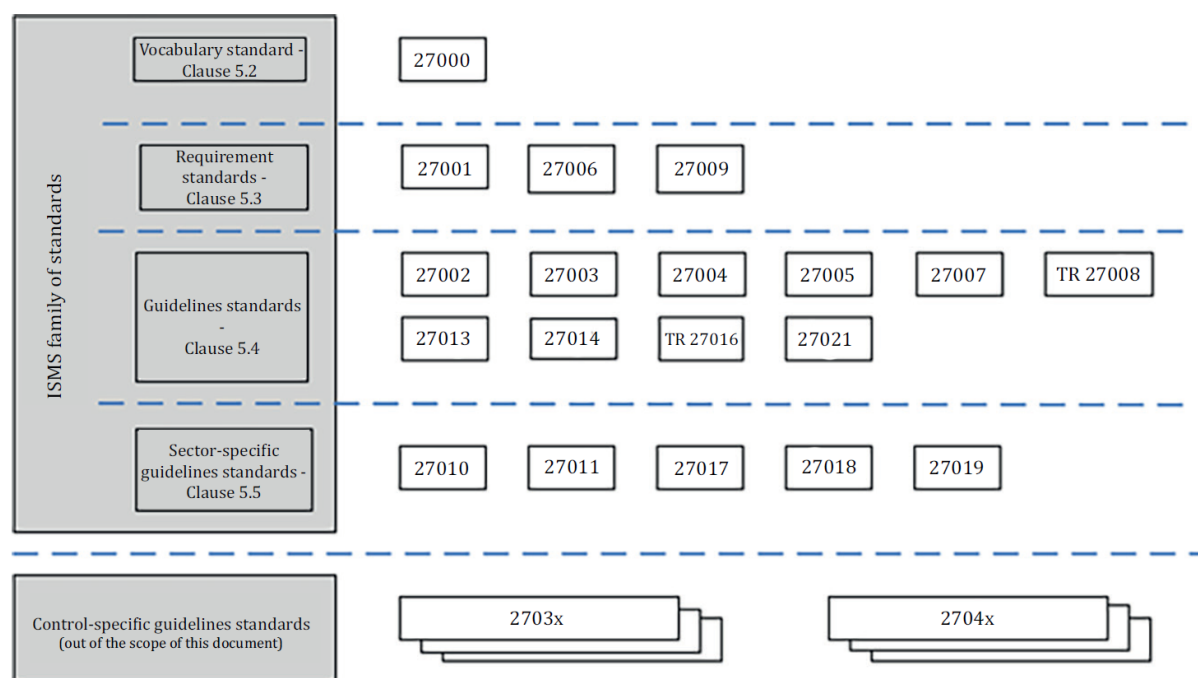 ISMS family of standards
Vocabulary standard -
Clause 5.2
27000
Requirement
standards -
Clause 5.3
27001 27006 27009
Guidelines standards
-
Clause 5.4
27002 27003 27004 27005 27007 TR 27008
27013 27014 TR 27016 27021
Sector-specific
guidelines standards -
Clause 5.5
27010 27011 27017 27018 27019
Control-specific guidelines standards
(out of the scope of this document)
2703x 2704x